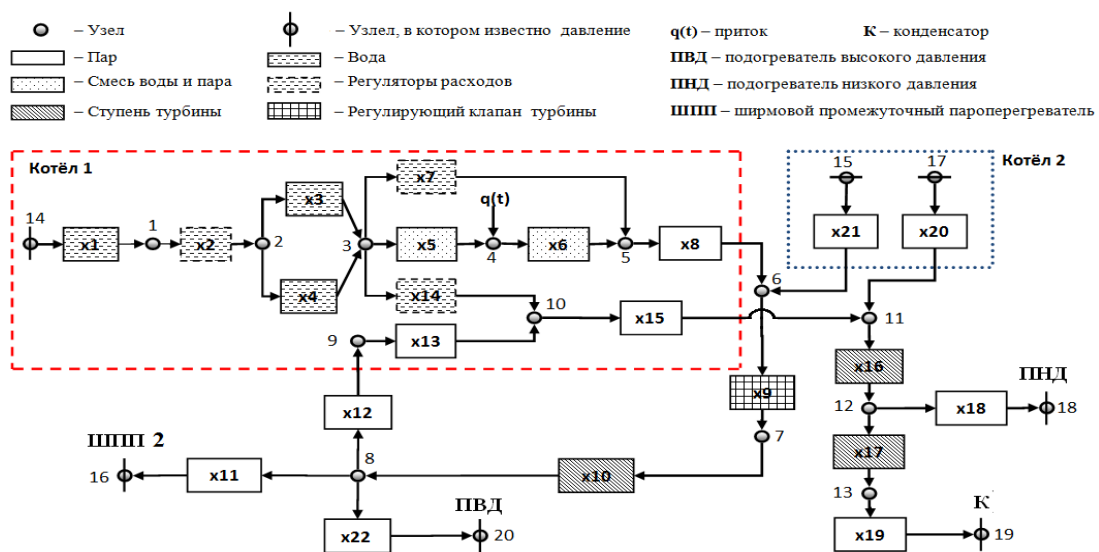 – Узел
– Узлел, в котором известно давление
q(t) – приток
К – конденсатор
– Пар
– Вода
ПВД – подогреватель высокого давления
– Смесь воды и пара
– Регуляторы расходов
ПНД – подогреватель низкого давления
– Ступень турбины
– Регулирующий клапан турбины
ШПП – ширмовой промежуточный пароперегреватель
Котёл 1
15
17
Котёл 2
x7
q(t)
x3
14
1
x21
x20
x1
x2
2
3
x5
4
x6
5
x8
6
x4
x14
10
11
9
x13
x15
x16
ПНД
x9
x12
12
x18
18
ШПП 2
7
x17
16
x11
8
x10
13
ПВД
К
x22
20
x19
19